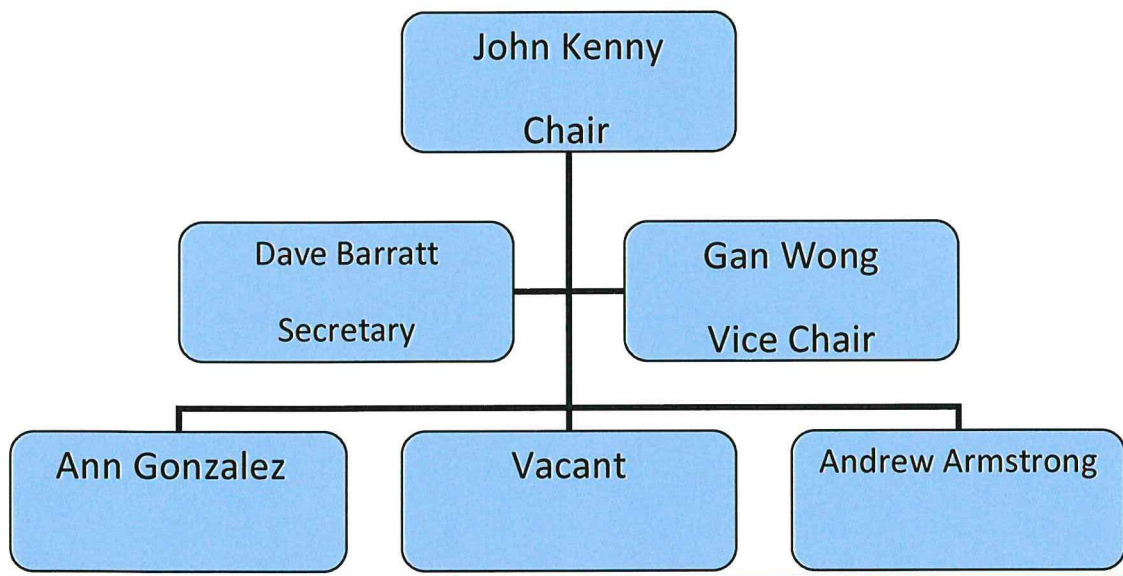 John Kenny
Chair
Dave Barratt
Secretary
Gan Wong
Vice Chair
Ann Gonzalez
Vacant
Andrew Armstrong